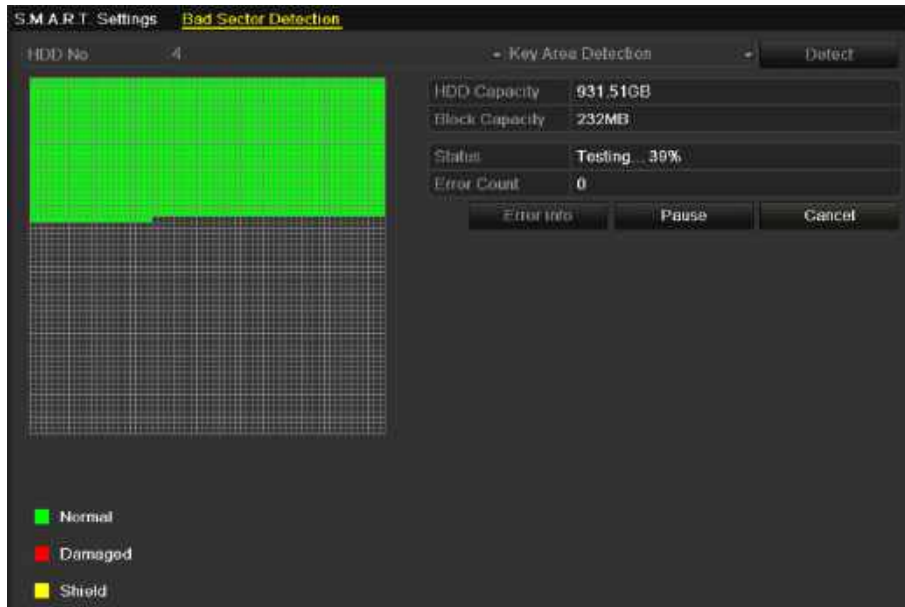 S.M.A.R.T. Settings Bad Sector Detection
HDD No. 4 Key Area Detection Detect
HDD Capacity 931.51GB
Block Capacity 232MB
Status Testing... 39%
Error Count 0
Error info Pause Cancel
Normal
Damaged
Shield